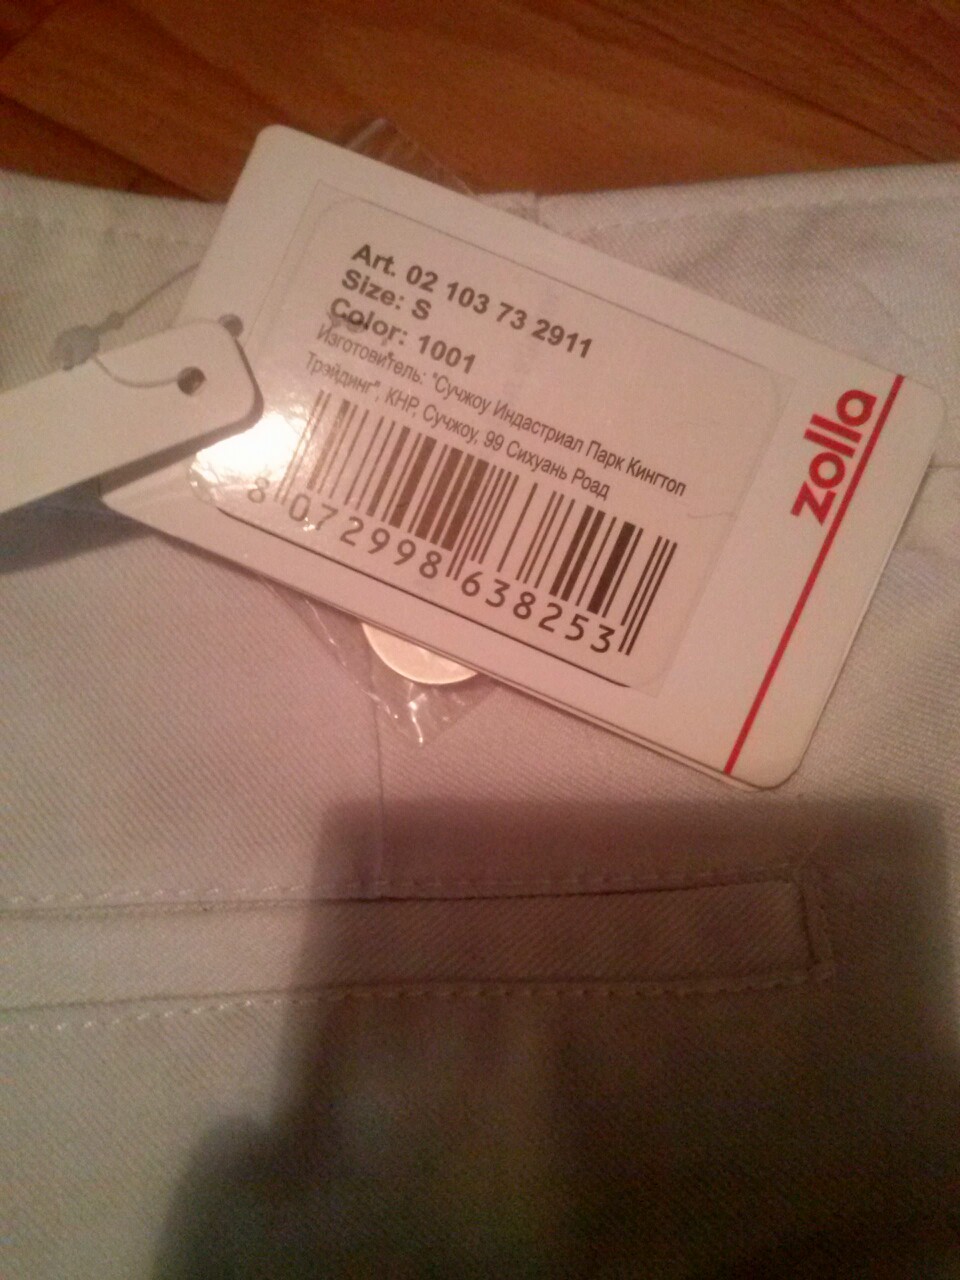 Art. 02 103 73 2911
Size: S
Color: 1001
Изготовитель: "Сучжоу Индастриал Парк Кингтоп
Трэйдинг", КНР, Сучжоу, 99 Сихуань Роад
8 072998 638253
zolla